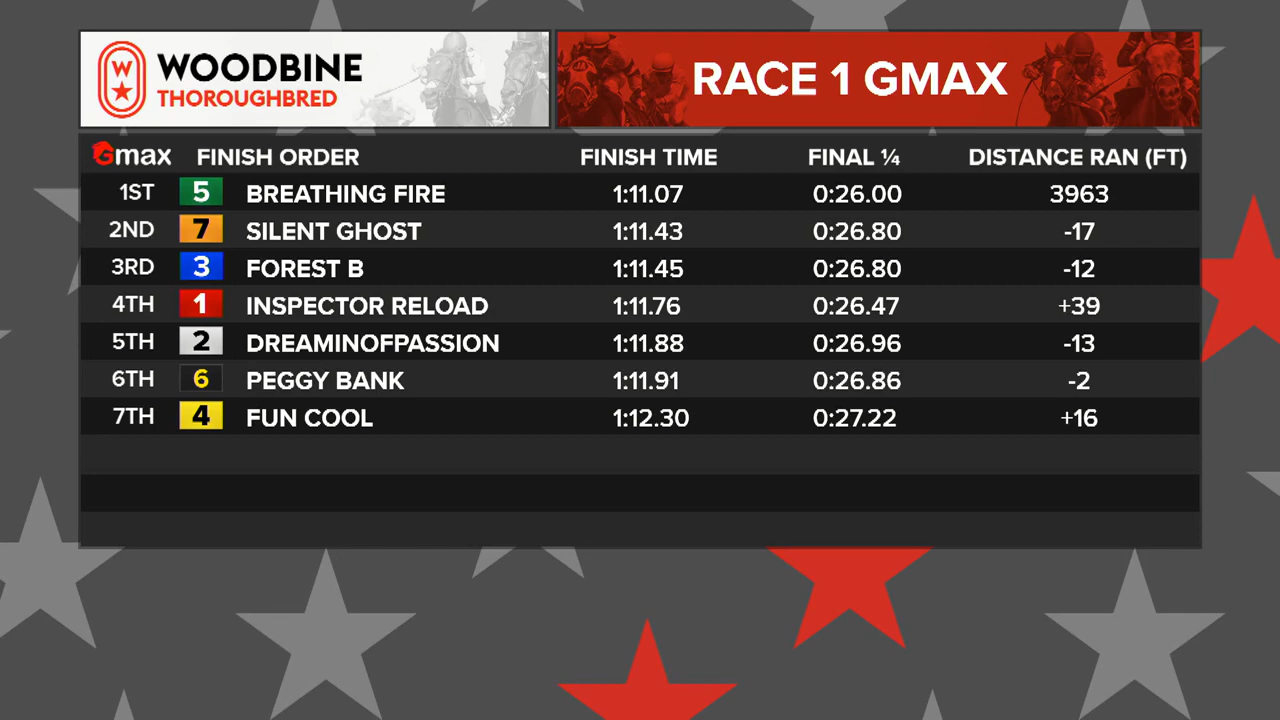 W
WOODBINE
THOROUGHBRED
RACE 1 GMAX
Gmax FINISH ORDER FINISH TIME FINAL ¼ DISTANCE RAN (FT)
1ST 5 BREATHING FIRE 1:11.07 0:26.00 3963
2ND 7 SILENT GHOST 1:11.43 0:26.80 -17
3RD 3 FOREST B 1:11.45 0:26.80 -12
4TH 1 INSPECTOR RELOAD 1:11.76 0:26.47 +39
5TH 2 DREAMINOFPASSION 1:11.88 0:26.96 -13
6TH 6 PEGGY BANK 1:11.91 0:26.86 -2
7TH 4 FUN COOL 1:12.30 0:27.22 +16